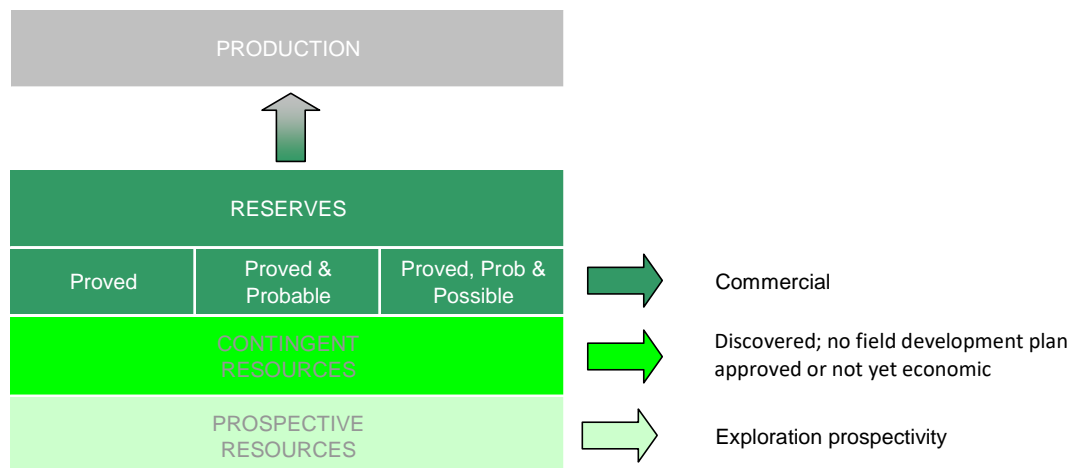 PRODUCTION
RESERVES
Proved
Proved &
Probable
Proved, Prob &
Possible
Commercial
CONTINGENT
RESOURCES
Discovered; no field development plan
approved or not yet economic
PROSPECTIVE
RESOURCES
Exploration prospectivity